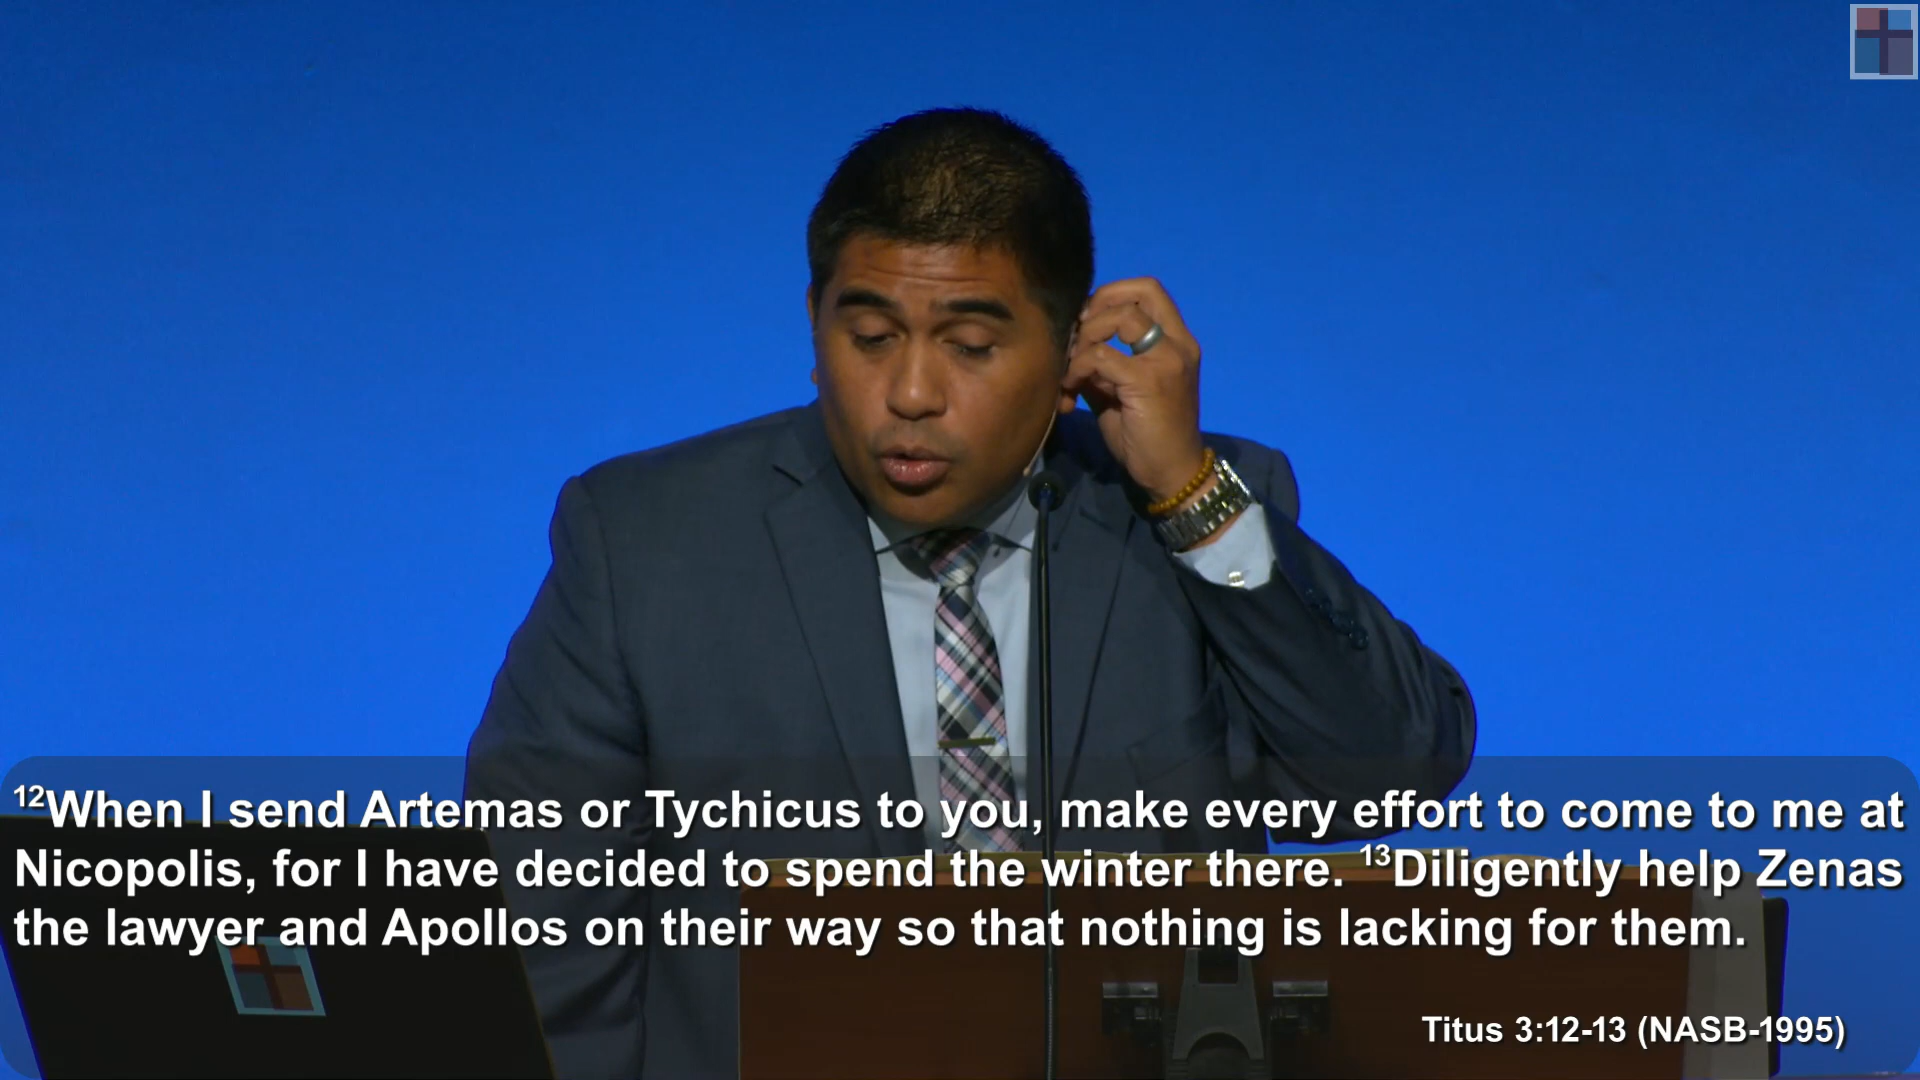 ¹²When I send Artemas or Tychicus to you, make every effort to come to me at
Nicopolis, for I have decided to spend the winter there. ¹³Diligently help Zenas
the lawyer and Apollos on their way so that nothing is lacking for them.
Titus 3:12-13 (NASB-1995)